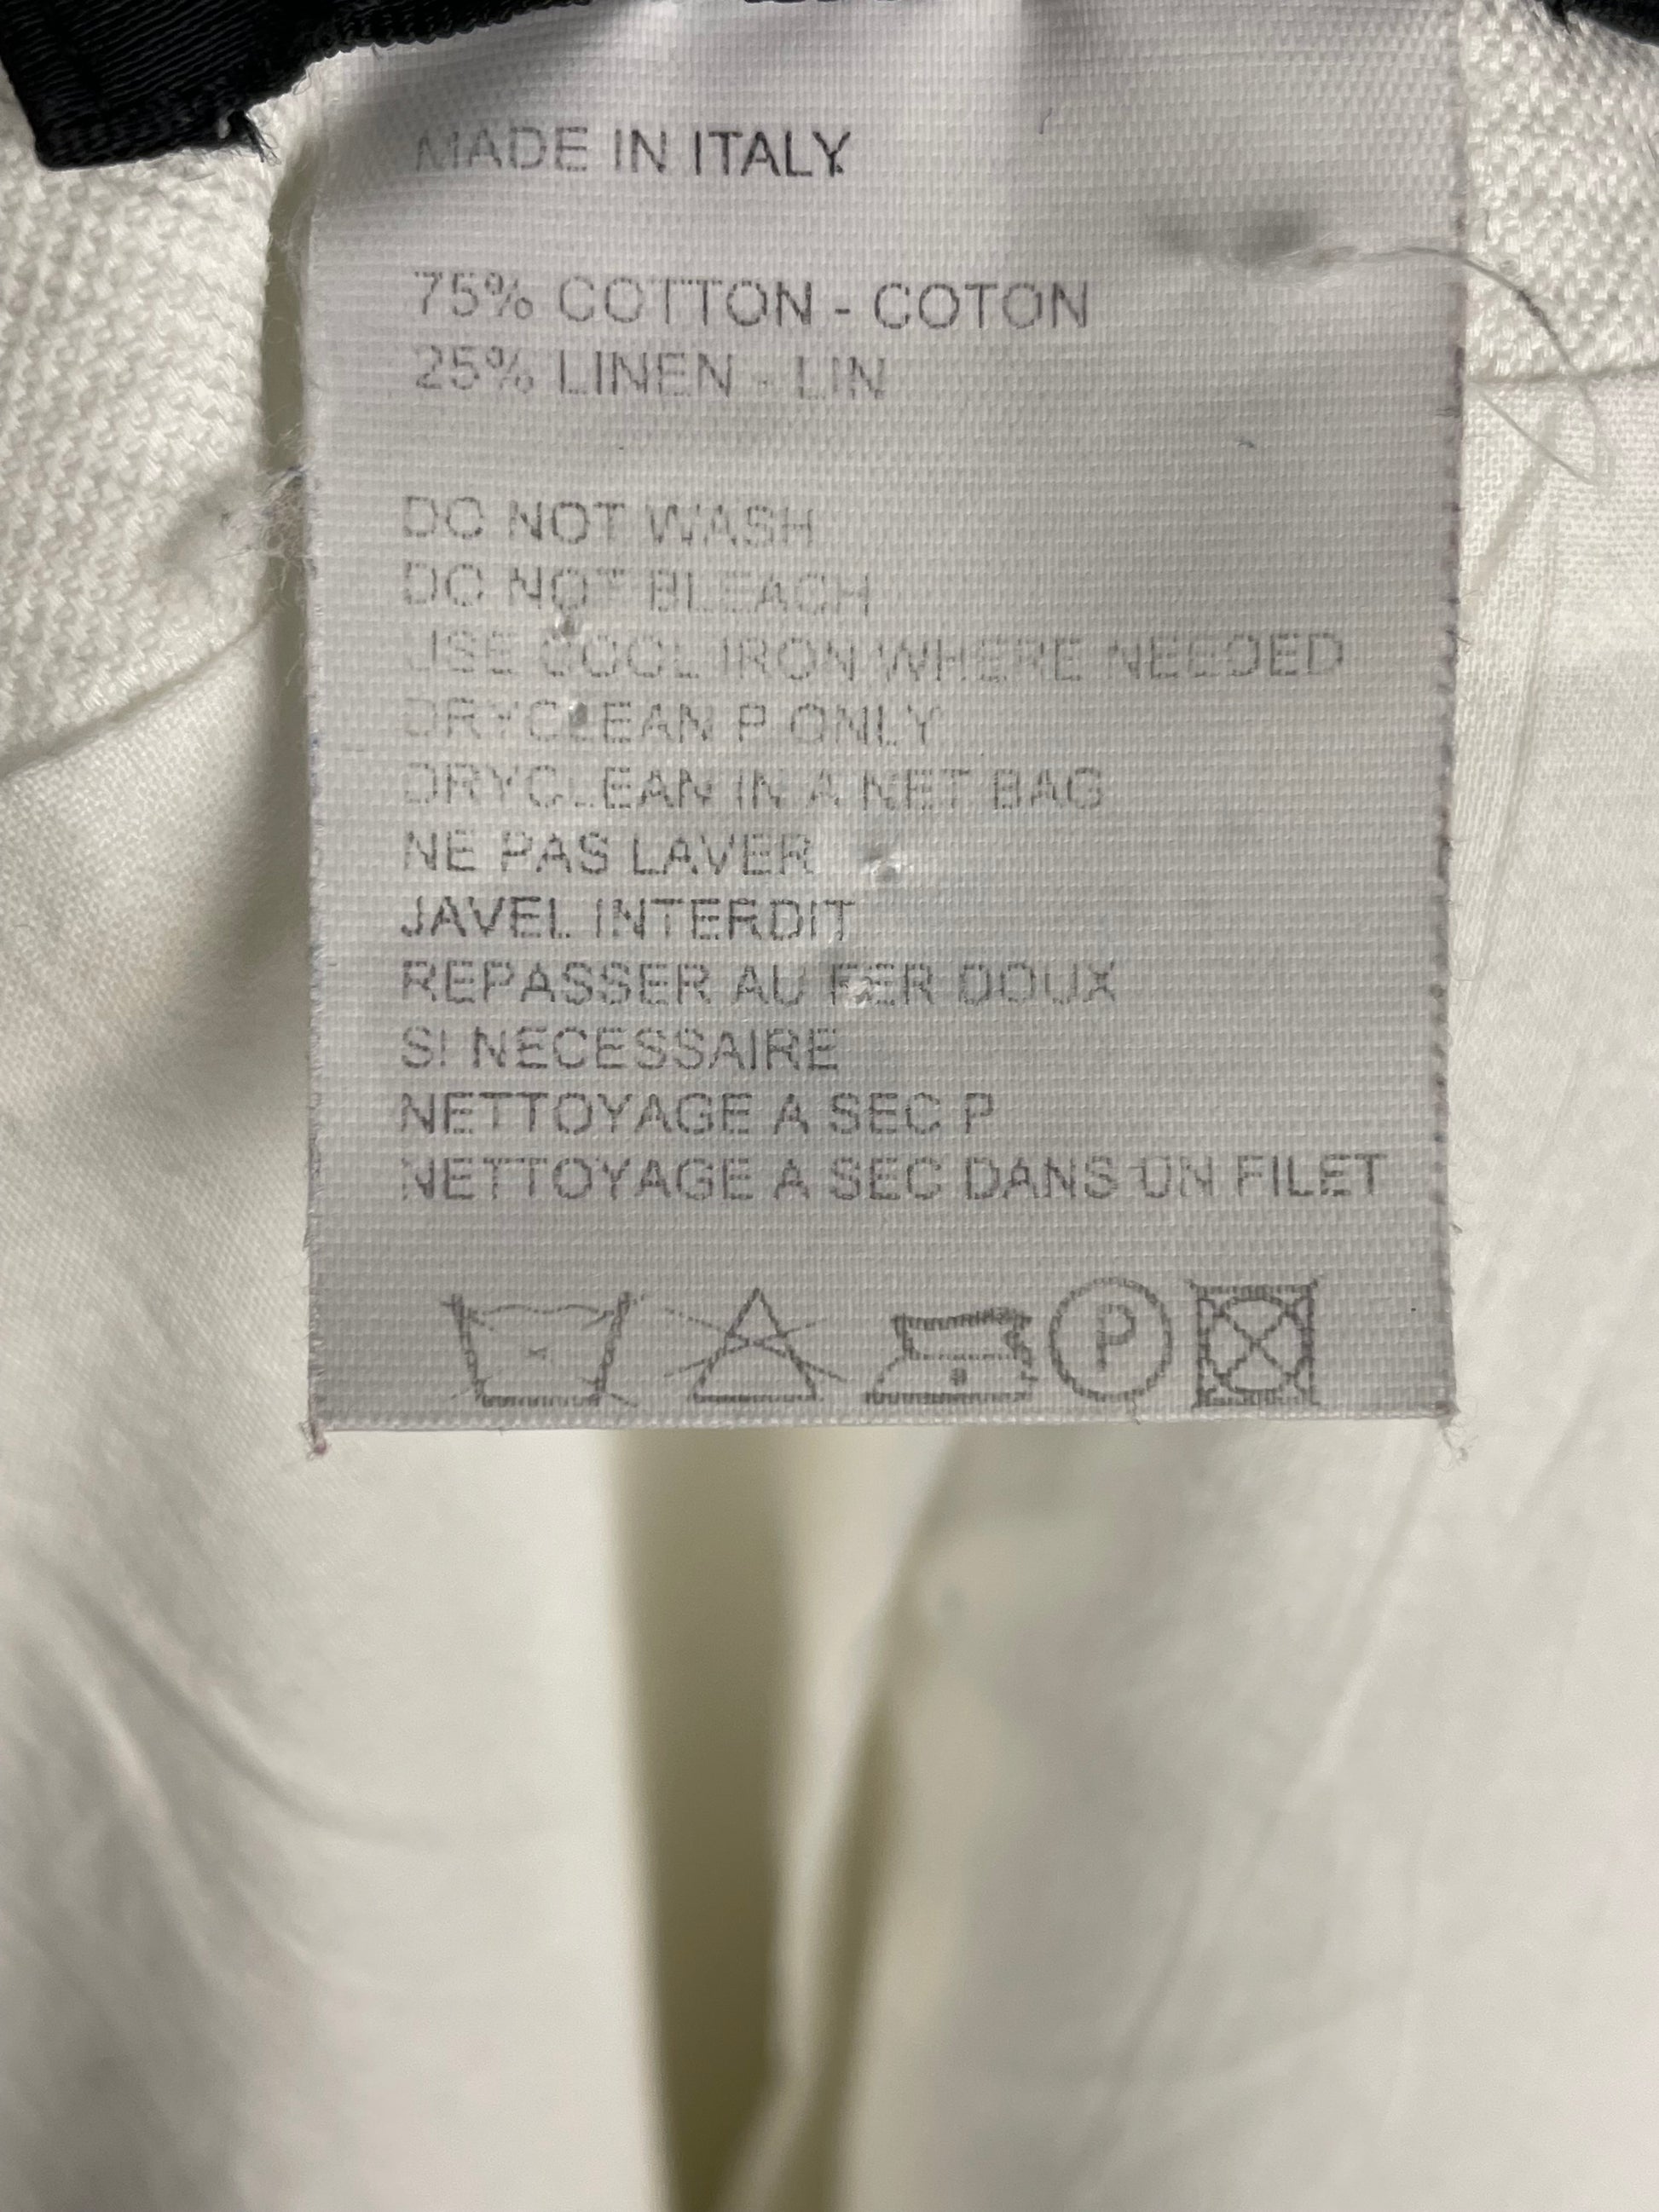 MADE IN ITALY
75% COTTON - COTON
25% LINEN - LIN
DO NOT WASH
DO NOT BLEACH
USE COOL IRON WHERE NEEDED
DRYCLEAN P ONLY
DRYCLEAN IN A NET BAG
NE PAS LAVER
JAVEL INTERDIT
REPASSER AU FER DOUX
SI NECESSAIRE
NETTOYAGE A SEC P
NETTOYAGE A SEC DANS UN FILET
P